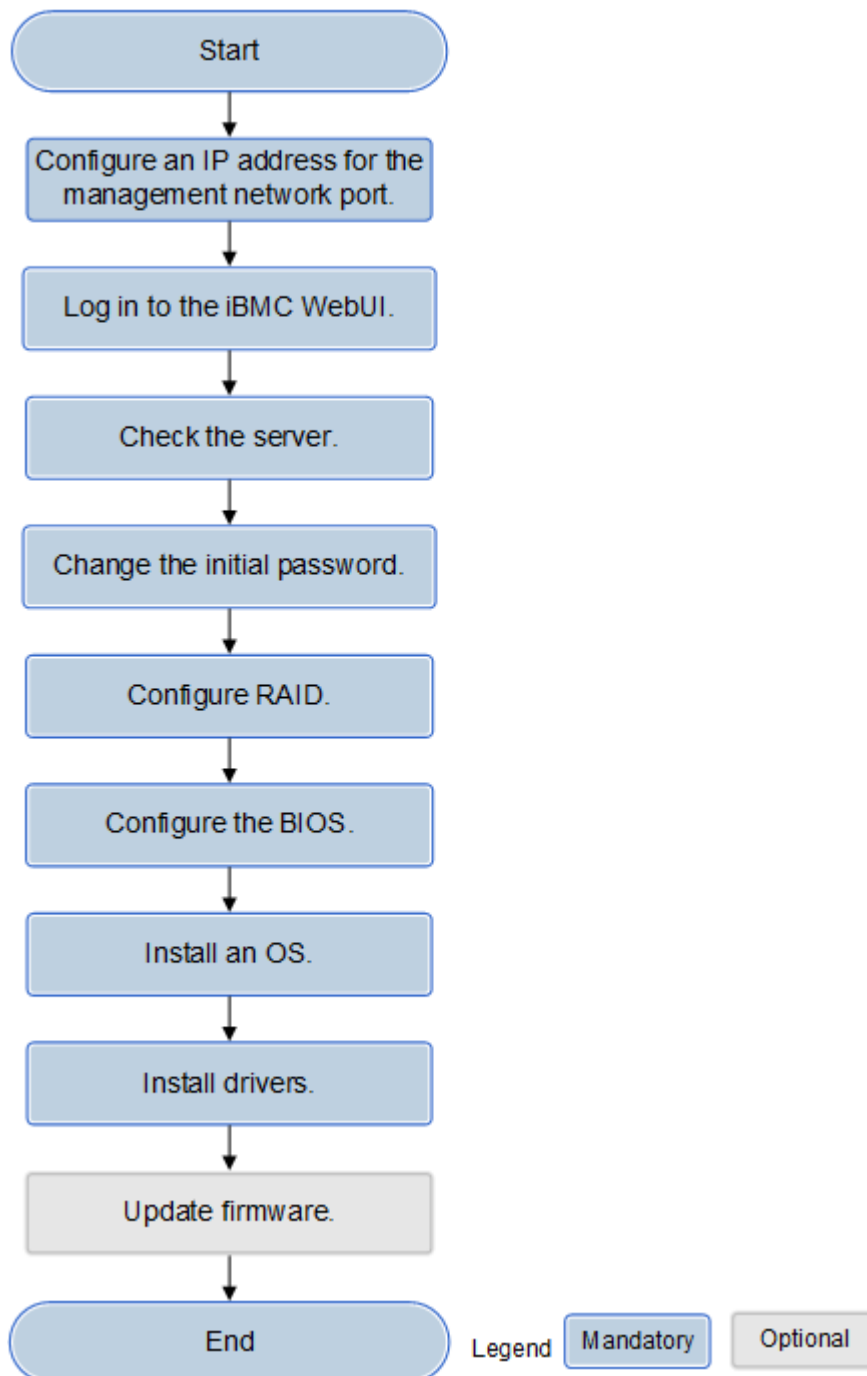 Start
Configure an IP address for the
management network port.
Log in to the iBMC WebUI.
Check the server.
Change the initial password.
Configure RAID.
Configure the BIOS.
Install an OS.
Install drivers.
Update firmware.
End
Legend
Mandatory
Optional